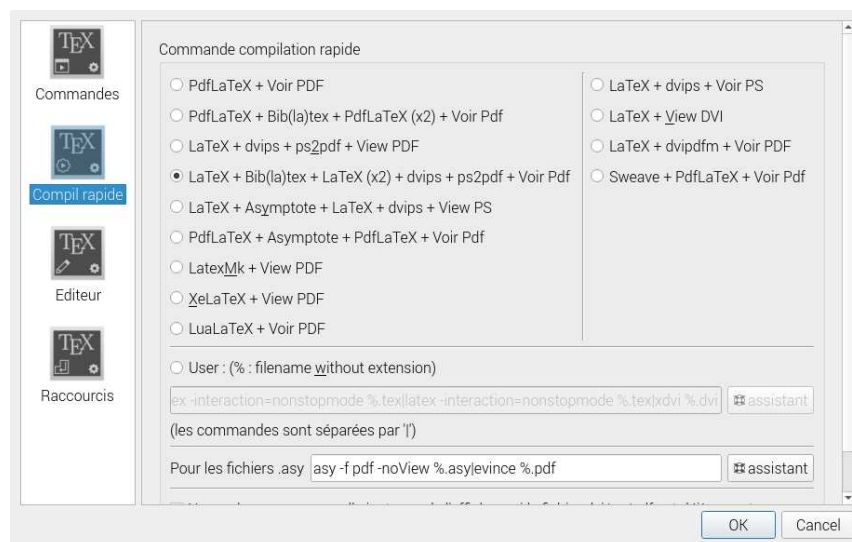 TEX
Commandes
TEX
Compil rapide
TEX
Editeur
TEX
Raccourcis
Commande compilation rapide
PdfLaTeX + Voir PDF
PdfLaTeX + Bib(la)tex + PdfLaTeX (x2) + Voir Pdf
LaTeX + dvips + ps2pdf + View PDF
LaTeX + Bib(la)tex + LaTeX (x2) + dvips + ps2pdf + Voir Pdf
LaTeX + Asymptote + LaTeX + dvips + View PS
PdfLaTeX + Asymptote + PdfLaTeX + Voir Pdf
LatexMk + View PDF
XeLaTeX + View PDF
LuaLaTeX + Voir PDF
LaTeX + dvips + Voir PS
LaTeX + View DVI
LaTeX + dvipdfm + Voir PDF
Sweave + PdfLaTeX + Voir Pdf
User : (% : filename without extension)
ex -interaction=nonstopmode %.tex|latex -interaction=nonstopmode %.tex|xdvi %.dvi
assistant
(les commandes sont séparées par '|')
Pour les fichiers .asy
asy -f pdf -noView %.asy|evince %.pdf
assistant
OK
Cancel